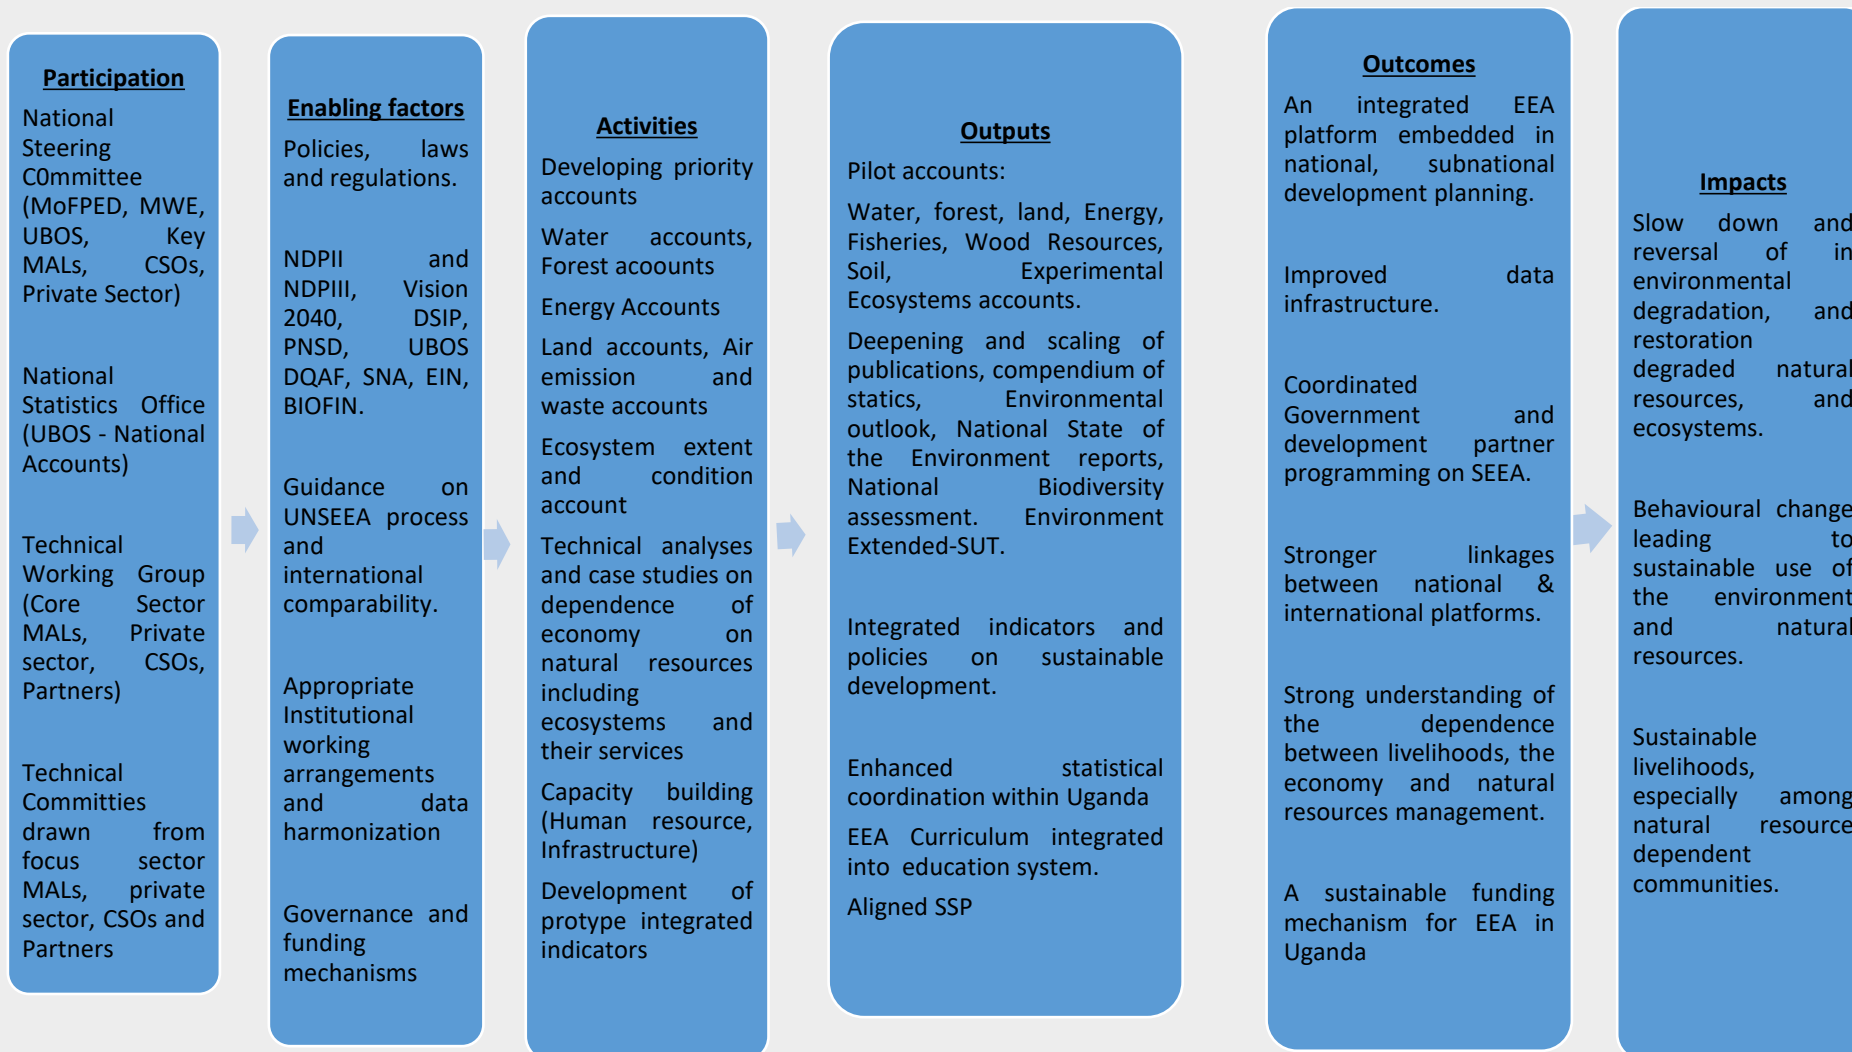 Participation
National
Steering
C0mmittee
(MoFPED, MWE,
UBOS, Key
MALs, CSOs,
Private Sector)
National
Statistics Office
(UBOS - National
Accounts)
Technical
Working Group
(Core Sector
MALs, Private
sector, CSOs,
Partners)
Technical
Committies
drawn from
focus sector
MALs, private
sector, CSOs and
Partners
Enabling factors
Policies, laws
and regulations.
NDPII and
NDPIII, Vision
2040, DSIP,
PNSD, UBOS
DQAF, SNA, EIN,
BIOFIN.
Guidance on
UNSEEA process
and
international
comparability.
Appropriate
Institutional
working
arrangements
and data
harmonization
Governance and
funding
mechanisms
Activities
Developing priority
accounts
Water accounts,
Forest acoounts
Energy Accounts
Land accounts, Air
emission and
waste accounts
Ecosystem extent
and condition
account
Technical analyses
and case studies on
dependence of
economy on
natural resources
including
ecosystems and
their services
Capacity building
(Human resource,
Infrastructure)
Development of
protype integrated
indicators
Outputs
Pilot accounts:
Water, forest, land, Energy,
Fisheries, Wood Resources,
Soil, Experimental
Ecosystems accounts.
Deepening and scaling of
publications, compendium of
statics, Environmental
outlook, National State of
the Environment reports,
National Biodiversity
assessment. Environment
Extended-SUT.
Integrated indicators and
policies on sustainable
development.
Enhanced statistical
coordination within Uganda
EEA Curriculum integrated
into education system.
Aligned SSP
Outcomes
An integrated EEA
platform embedded in
national, subnational
development planning.
Improved data
infrastructure.
Coordinated
Government and
development partner
programming on SEEA.
Stronger linkages
between national &
international platforms.
Strong understanding of
the dependence
between livelihoods, the
economy and natural
resources management.
A sustainable funding
mechanism for EEA in
Uganda
Impacts
Slow down and
reversal of in
environmental
degradation, and
restoration
degraded natural
resources, and
ecosystems.
Behavioural change
leading to
sustainable use of
the environment
and natural
resources.
Sustainable
livelihoods,
especially among
natural resource
dependent
communities.